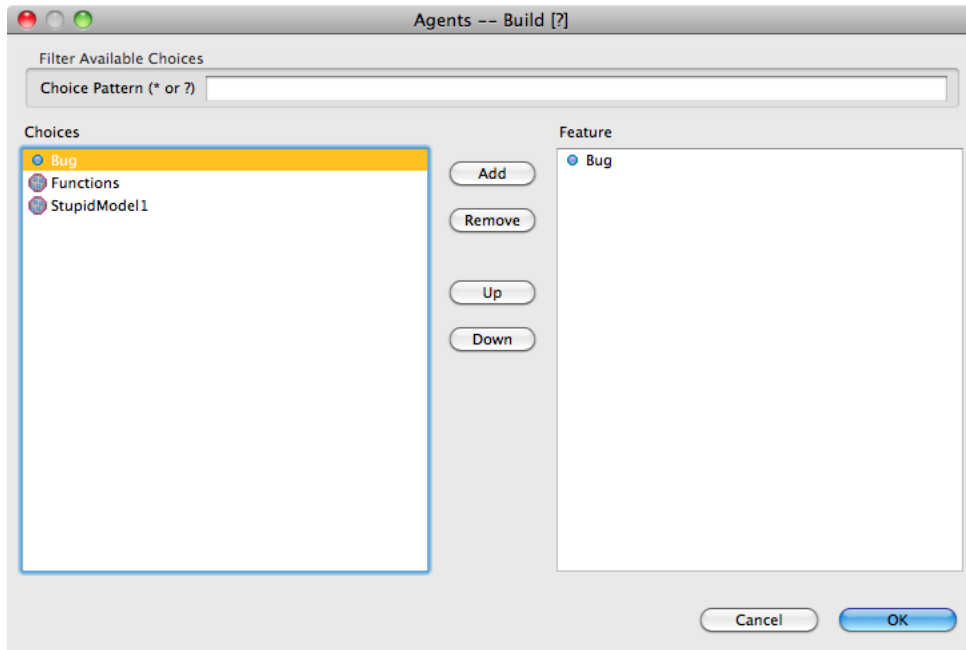 Agents -- Build [?]
Filter Available Choices
Choice Pattern (* or ?)
Choices
Feature
Bug
Functions
StupidModel1
Add
Remove
Up
Down
Bug
Cancel
OK